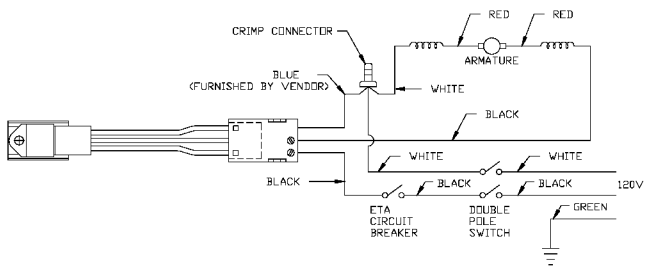 RED
RED
CRIMP CONNECTOR
ARMATURE
BLUE
(FURNISHED BY VENDOR)
WHITE
BLACK
WHITE
WHITE
BLACK
BLACK
BLACK
120V
ETA
CIRCUIT
BREAKER
DOUBLE
POLE
SWITCH
GREEN